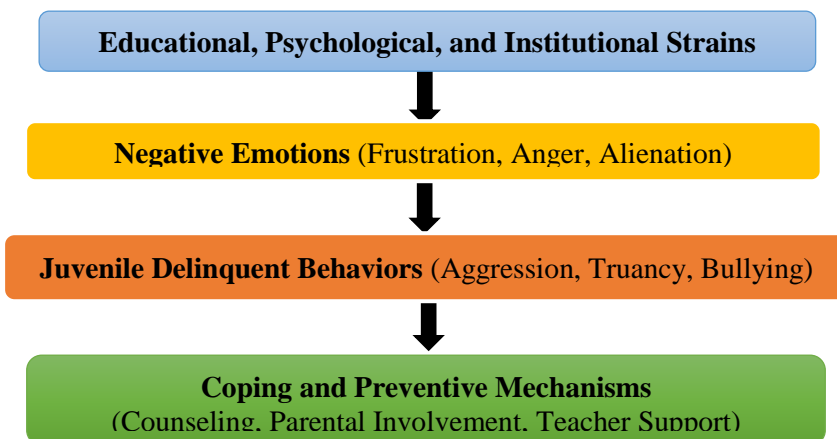 Educational, Psychological, and Institutional Strains
Negative Emotions (Frustration, Anger, Alienation)
Juvenile Delinquent Behaviors (Aggression, Truancy, Bullying)
Coping and Preventive Mechanisms
(Counseling, Parental Involvement, Teacher Support)